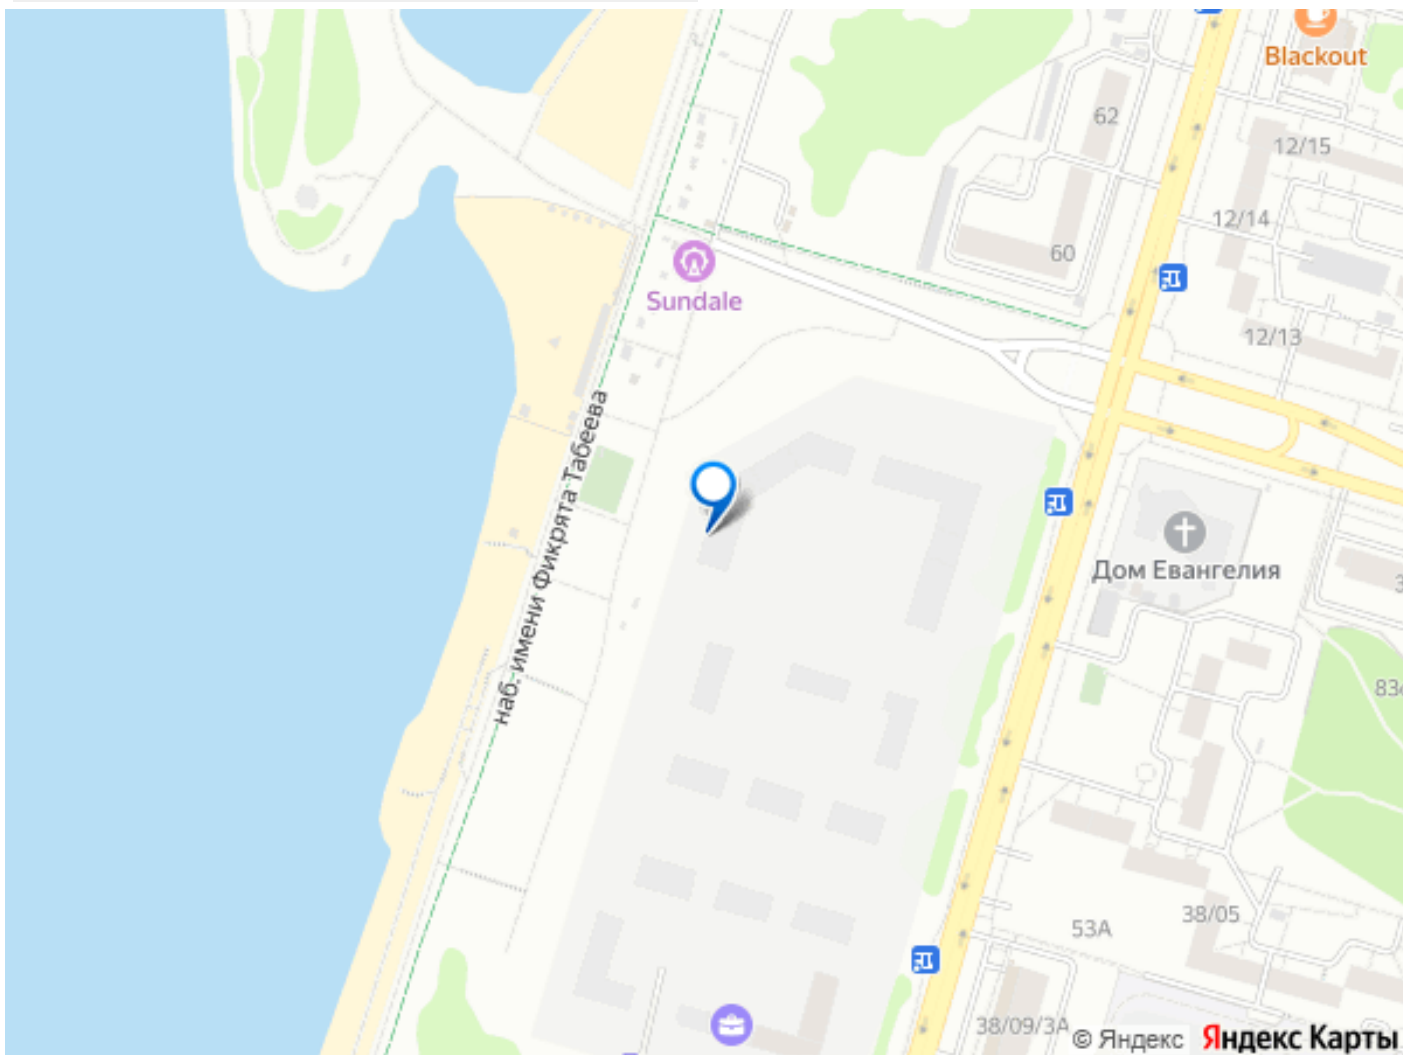 Blackout
62
12/15
12/14
60
Sundale
12/13
наб. имени Фикрята Табеева
Дом Евангелия
38/05
53А
38/09/3А
© Яндекс
Яндекс Карты